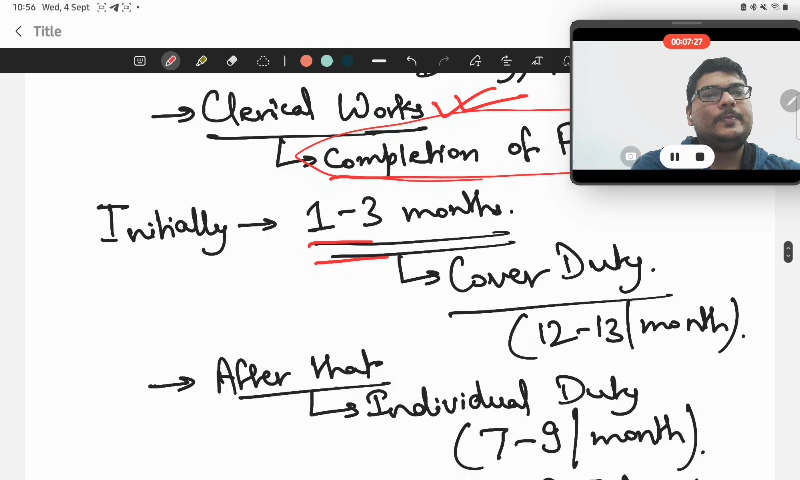 10:56 Wed, 4 Sept
Title
00:07:27
→ Clerical Works
↳ Completion of
Initially → 1-3 months.
↳ Cover Duty.
(12-13/month).
→ After that
↳ Individual Duty
(7-9/month).